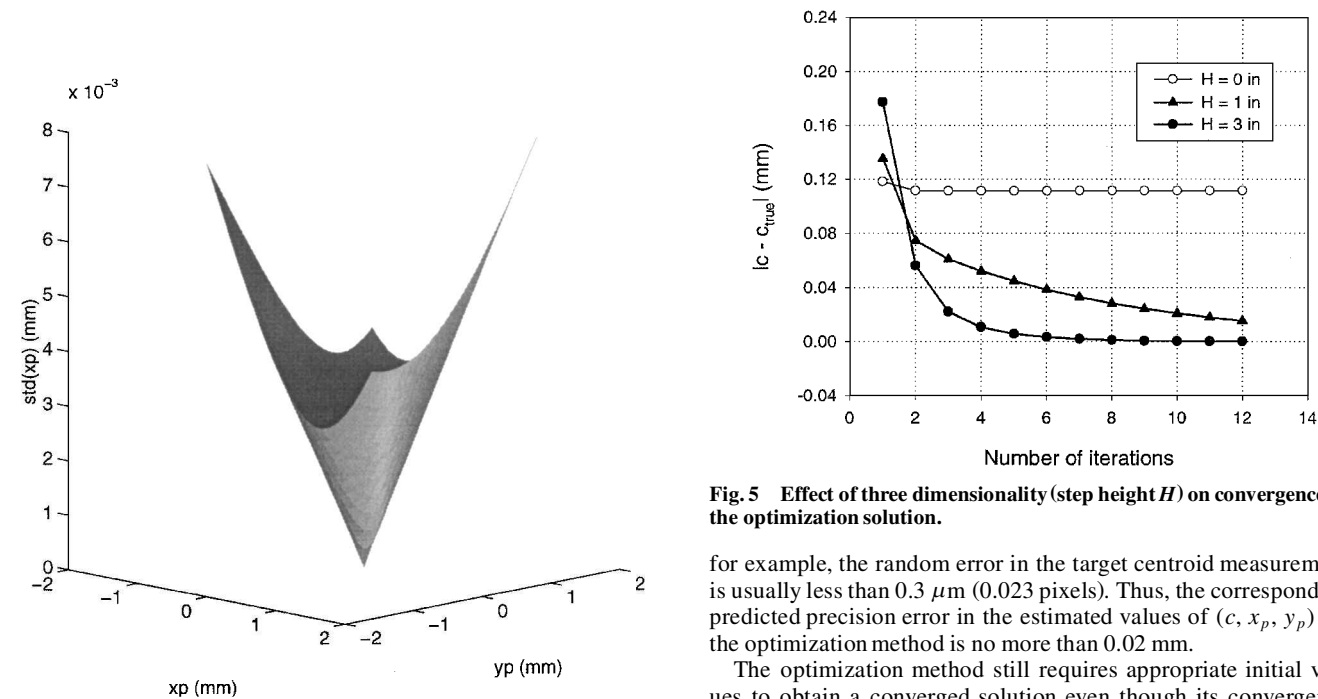 x 10⁻³
8
7
6
5
4
3
2
1
0
std(xp) (mm)
−2
−1
0
1
2
xp (mm)
−2
−1
0
1
2
yp (mm)
0.24
0.20
0.16
0.12
0.08
0.04
0.00
-0.04
|c - c_true| (mm)
H = 0 in
H = 1 in
H = 3 in
0 2 4 6 8 10 12 14
Number of iterations
Fig. 5 Effect of three dimensionality (step height H) on convergence
the optimization solution.
for example, the random error in the target centroid measurem
is usually less than 0.3 μm (0.023 pixels). Thus, the correspond
predicted precision error in the estimated values of (c, x_p, y_p)
the optimization method is no more than 0.02 mm.
The optimization method still requires appropriate initial v
ues to obtain a converged solution even though its converge